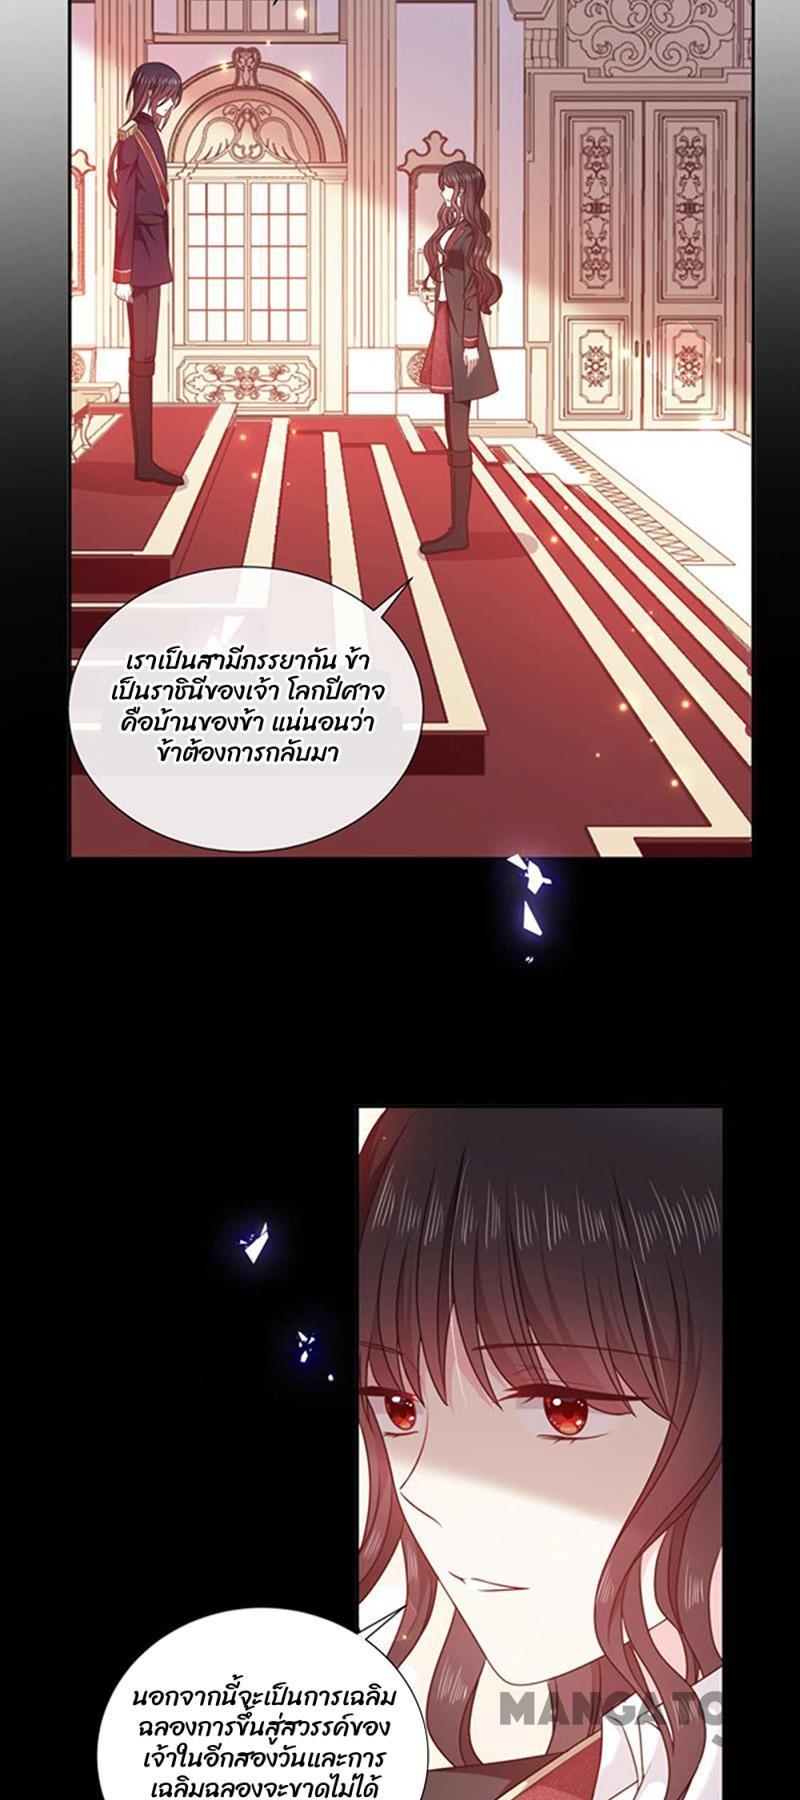 เราเป็นสามีภรรยากัน ข้า
เป็นราชินีของเจ้า โลกปีศาจ
คือบ้านของข้า แน่นอนว่า
ข้าต้องการกลับมา
MANGATO
นอกจากนี้จะเป็นการเฉลิม
ฉลองการขึ้นสู่สวรรค์ของ
เจ้าในอีกสองวันและการ
เฉลิมฉลองจะขาดไม่ได้